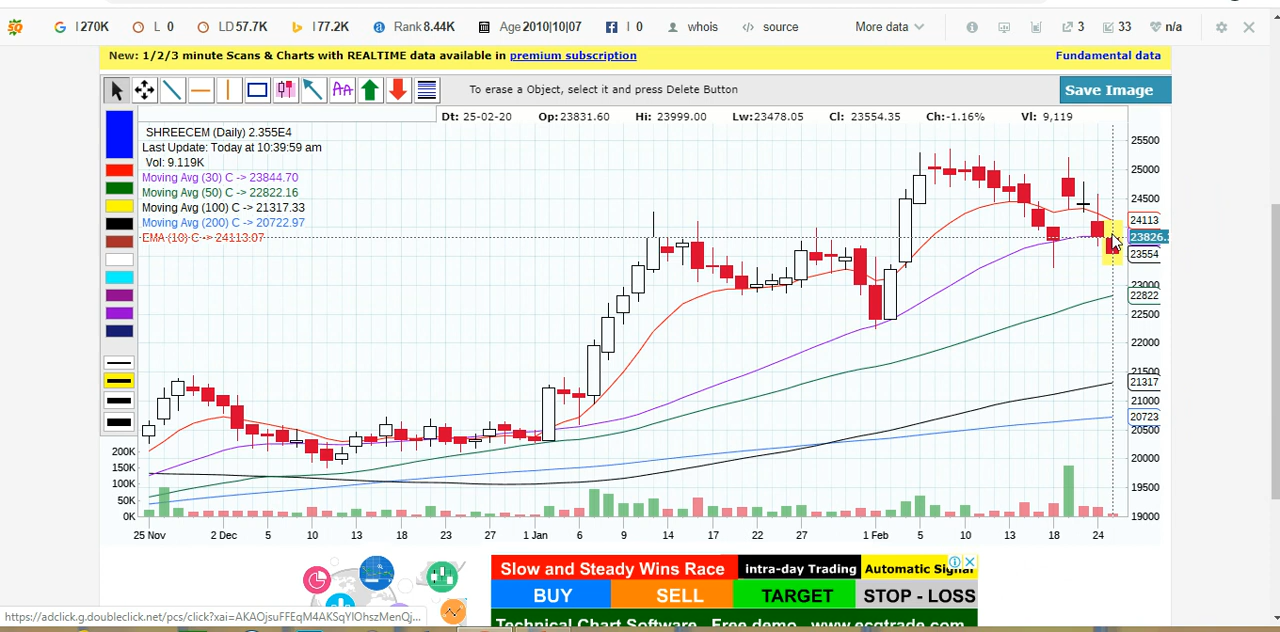 I 270K L 0 LD 57.7K I 77.2K Rank 8.44K Age 2010|10|07 I 0 whois source More data 3 33 n/a
New: 1/2/3 minute Scans & Charts with REALTIME data available in premium subscription Fundamental data
To erase a Object, select it and press Delete Button Save Image
Dt: 25-02-20 Op:23831.60 Hi: 23999.00 Lw:23478.05 Cl: 23554.35 Ch:-1.16% Vl: 9,119
SHREECEM (Daily) 2.355E4
Last Update: Today at 10:39:59 am
Vol: 9.119K
Moving Avg (30) C -> 23844.70
Moving Avg (50) C -> 22822.16
Moving Avg (100) C -> 21317.33
Moving Avg (200) C -> 20722.97
EMA (10) C -> 24113.07
25500
25000
24500
24113
23826.
23554
23000
22822
22500
22000
21500
21317
21000
20723
20500
20000
19500
19000
200K
150K
100K
50K
0K
25 Nov 2 Dec 5 10 13 18 23 27 1 Jan 6 9 14 17 22 27 1 Feb 5 10 13 18 24
Slow and Steady Wins Race intra-day Trading Automatic Signal
BUY SELL TARGET STOP - LOSS
Technical Chart Software Free demo www.ecgtrade.com
https://adclick.g.doubleclick.net/pcs/click?xai=AKAOjsuFFEqM4AKSqYIOhszMenQj...